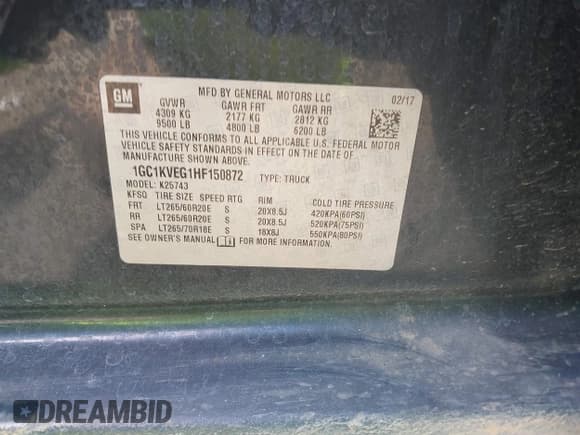 GM
MFD BY GENERAL MOTORS LLC
02/17
GVWR GAWR FRT GAWR RR
4309 KG 2177 KG 2812 KG
9500 LB 4800 LB 6200 LB
THIS VEHICLE CONFORMS TO ALL APPLICABLE U.S. FEDERAL MOTOR
VEHICLE SAFETY STANDARDS IN EFFECT ON THE DATE OF
MANUFACTURE SHOWN ABOVE.
1GC1KVEG1HF150872 TYPE: TRUCK
MODEL: K25743
KFSQ TIRE SIZE SPEED RTG RIM COLD TIRE PRESSURE
FRT LT265/60R20E S 20X8.5J 420KPA(60PSI)
RR LT265/60R20E S 20X8.5J 520KPA(75PSI)
SPA LT265/70R18E S 18X8J 550KPA(80PSI)
SEE OWNER'S MANUAL FOR MORE INFORMATION.
DREAMBID